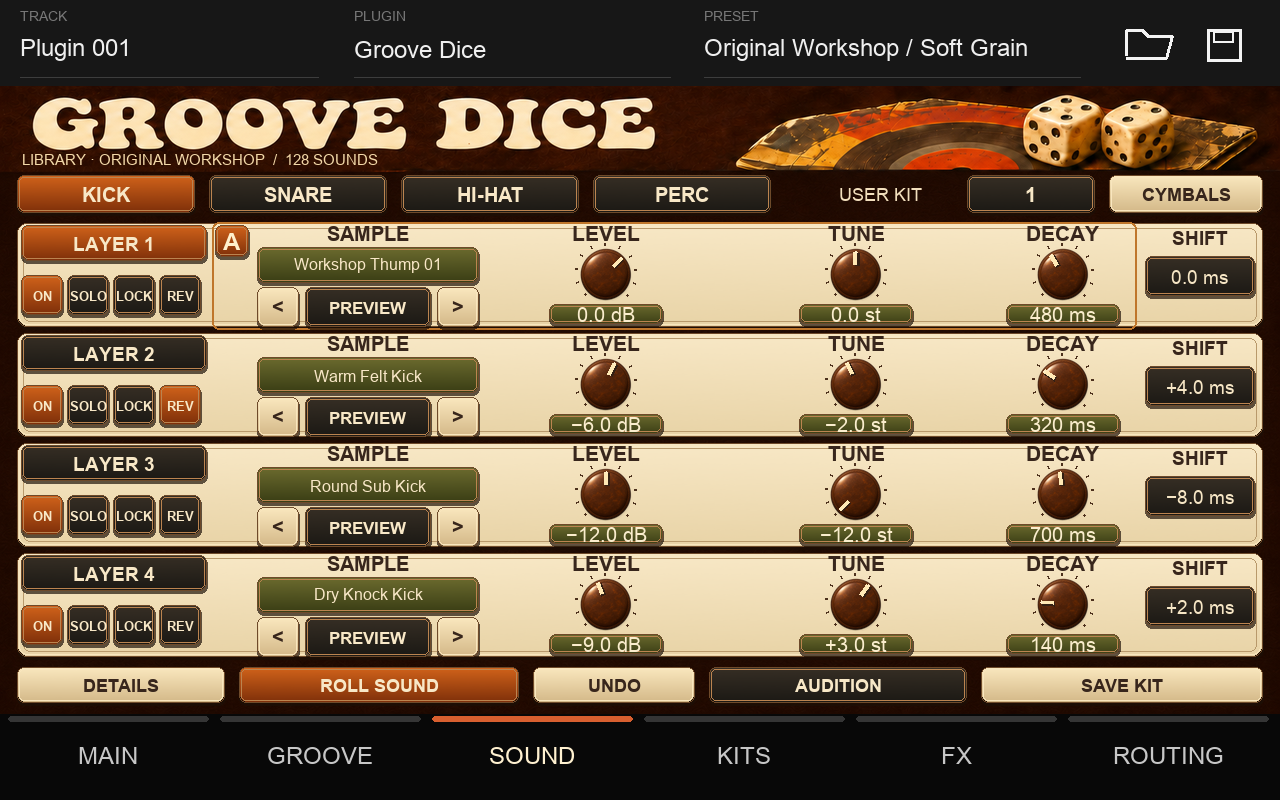 TRACK
Plugin 001
PLUGIN
Groove Dice
PRESET
Original Workshop / Soft Grain
GROOVE DICE
LIBRARY · ORIGINAL WORKSHOP / 128 SOUNDS
KICK SNARE HI-HAT PERC USER KIT 1 CYMBALS
LAYER 1
ON SOLO LOCK REV
A
SAMPLE
Workshop Thump 01
< PREVIEW >
LEVEL
0.0 dB
TUNE
0.0 st
DECAY
480 ms
SHIFT
0.0 ms
LAYER 2
ON SOLO LOCK REV
SAMPLE
Warm Felt Kick
< PREVIEW >
LEVEL
−6.0 dB
TUNE
−2.0 st
DECAY
320 ms
SHIFT
+4.0 ms
LAYER 3
ON SOLO LOCK REV
SAMPLE
Round Sub Kick
< PREVIEW >
LEVEL
−12.0 dB
TUNE
−12.0 st
DECAY
700 ms
SHIFT
−8.0 ms
LAYER 4
ON SOLO LOCK REV
SAMPLE
Dry Knock Kick
< PREVIEW >
LEVEL
−9.0 dB
TUNE
+3.0 st
DECAY
140 ms
SHIFT
+2.0 ms
DETAILS ROLL SOUND UNDO AUDITION SAVE KIT
MAIN GROOVE SOUND KITS FX ROUTING